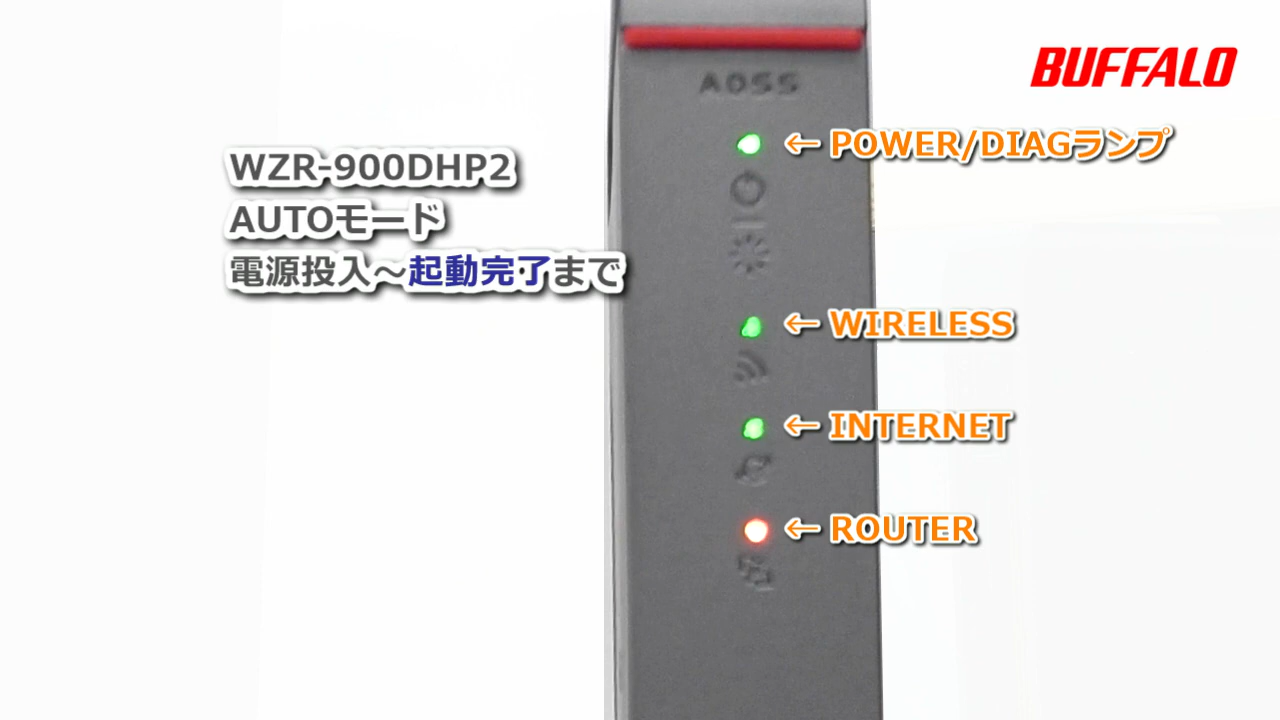 BUFFALO
AOSS
WZR-900DHP2
AUTOモード
電源投入～起動完了まで
← POWER/DIAGランプ
← WIRELESS
← INTERNET
← ROUTER